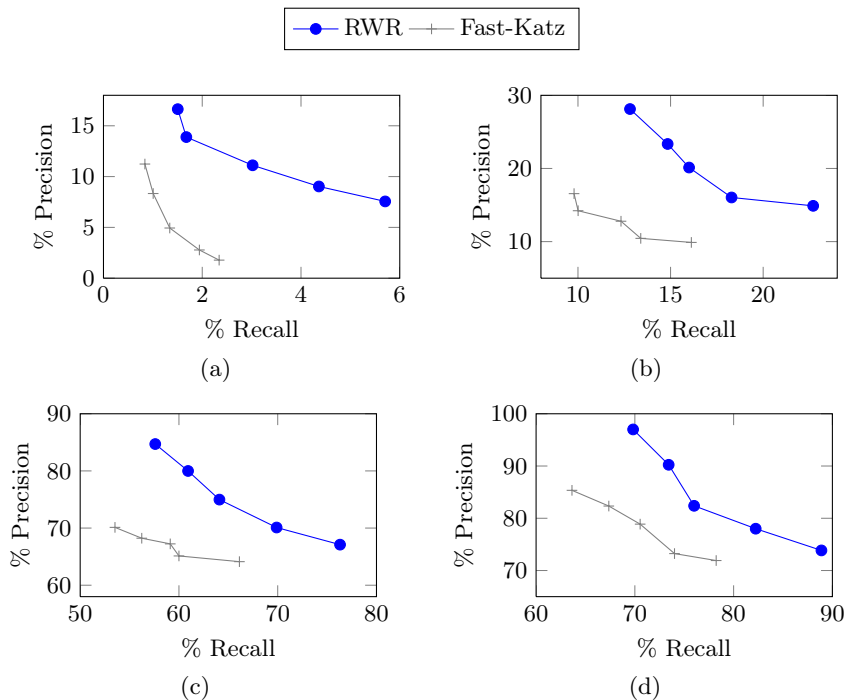 RWR Fast-Katz
% Precision
15
10
5
0
0 2 4 6
% Recall
(a)
% Precision
30
20
10
10 15 20
% Recall
(b)
% Precision
90
80
70
60
50 60 70 80
% Recall
(c)
% Precision
100
90
80
70
60 70 80 90
% Recall
(d)